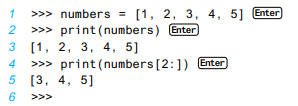 1 >>> numbers = [1, 2, 3, 4, 5] Enter
2 >>> print(numbers) Enter
3 [1, 2, 3, 4, 5]
4 >>> print(numbers[2:]) Enter
5 [3, 4, 5]
6 >>>